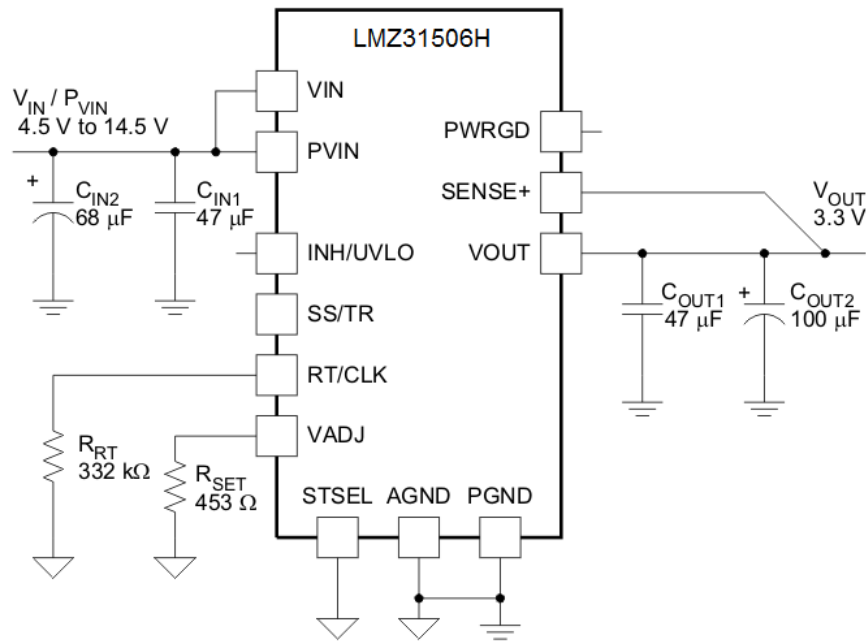 LMZ31506H
V_IN / P_VIN
4.5 V to 14.5 V
VIN
PVIN
PWRGD
SENSE+
V_OUT
3.3 V
+
C_IN2
68 µF
C_IN1
47 µF
INH/UVLO
VOUT
SS/TR
C_OUT1
47 µF
+
C_OUT2
100 µF
RT/CLK
VADJ
R_RT
332 kΩ
R_SET
453 Ω
STSEL
AGND
PGND